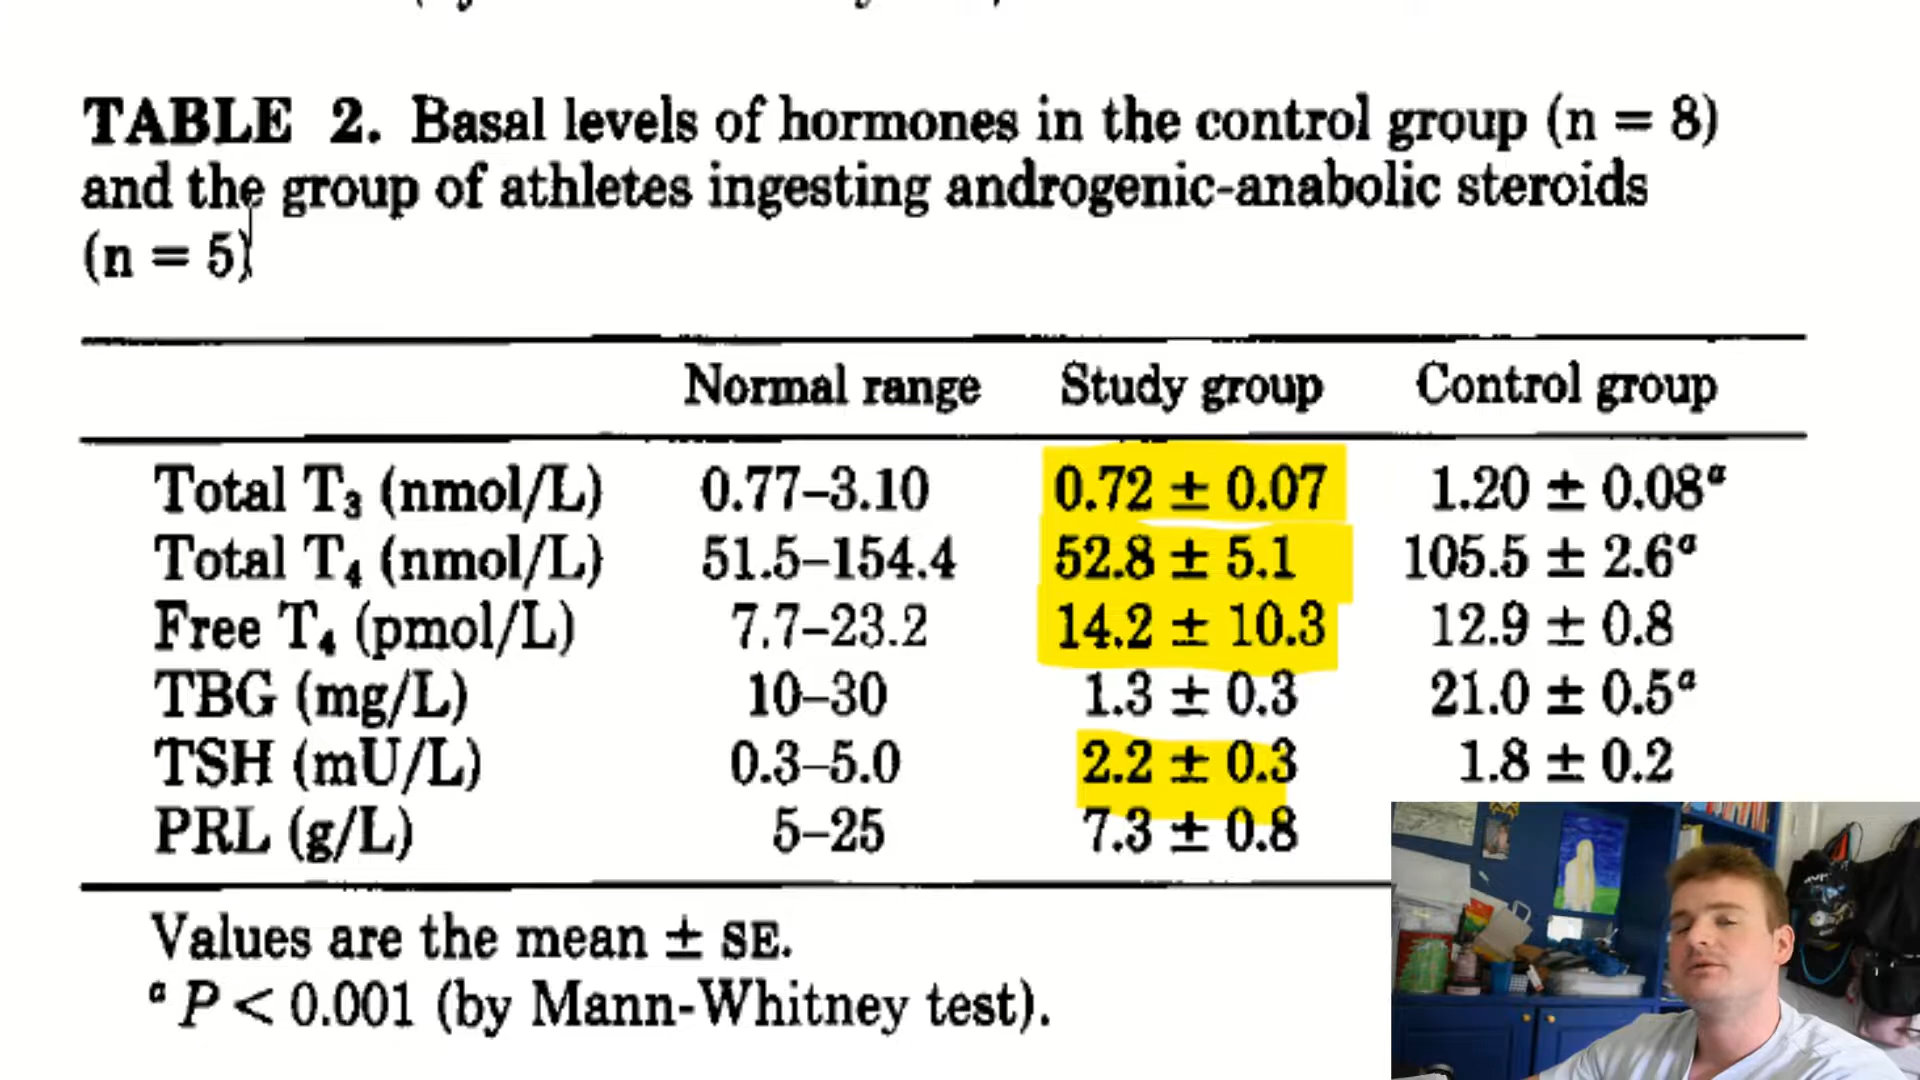 TABLE 2. Basal levels of hormones in the control group (n = 8)
and the group of athletes ingesting androgenic-anabolic steroids
(n = 5)
Normal range Study group Control group
Total T₃ (nmol/L) 0.77–3.10 0.72 ± 0.07 1.20 ± 0.08ᵃ
Total T₄ (nmol/L) 51.5–154.4 52.8 ± 5.1 105.5 ± 2.6ᵃ
Free T₄ (pmol/L) 7.7–23.2 14.2 ± 10.3 12.9 ± 0.8
TBG (mg/L) 10–30 1.3 ± 0.3 21.0 ± 0.5ᵃ
TSH (mU/L) 0.3–5.0 2.2 ± 0.3 1.8 ± 0.2
PRL (g/L) 5–25 7.3 ± 0.8
Values are the mean ± SE.
ᵃ P < 0.001 (by Mann-Whitney test).